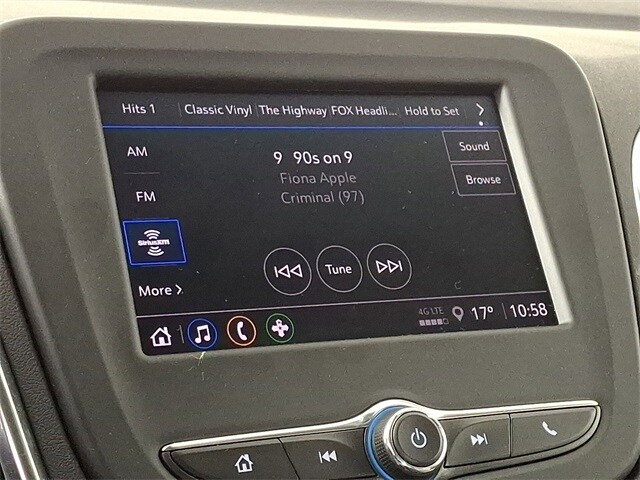 Hits 1 Classic Vinyl The Highway FOX Headli... Hold to Set
AM
9 90s on 9
Sound
Fiona Apple
Browse
FM
Criminal (97)
SiriusXM
Tune
More
4G LTE 17° 10:58